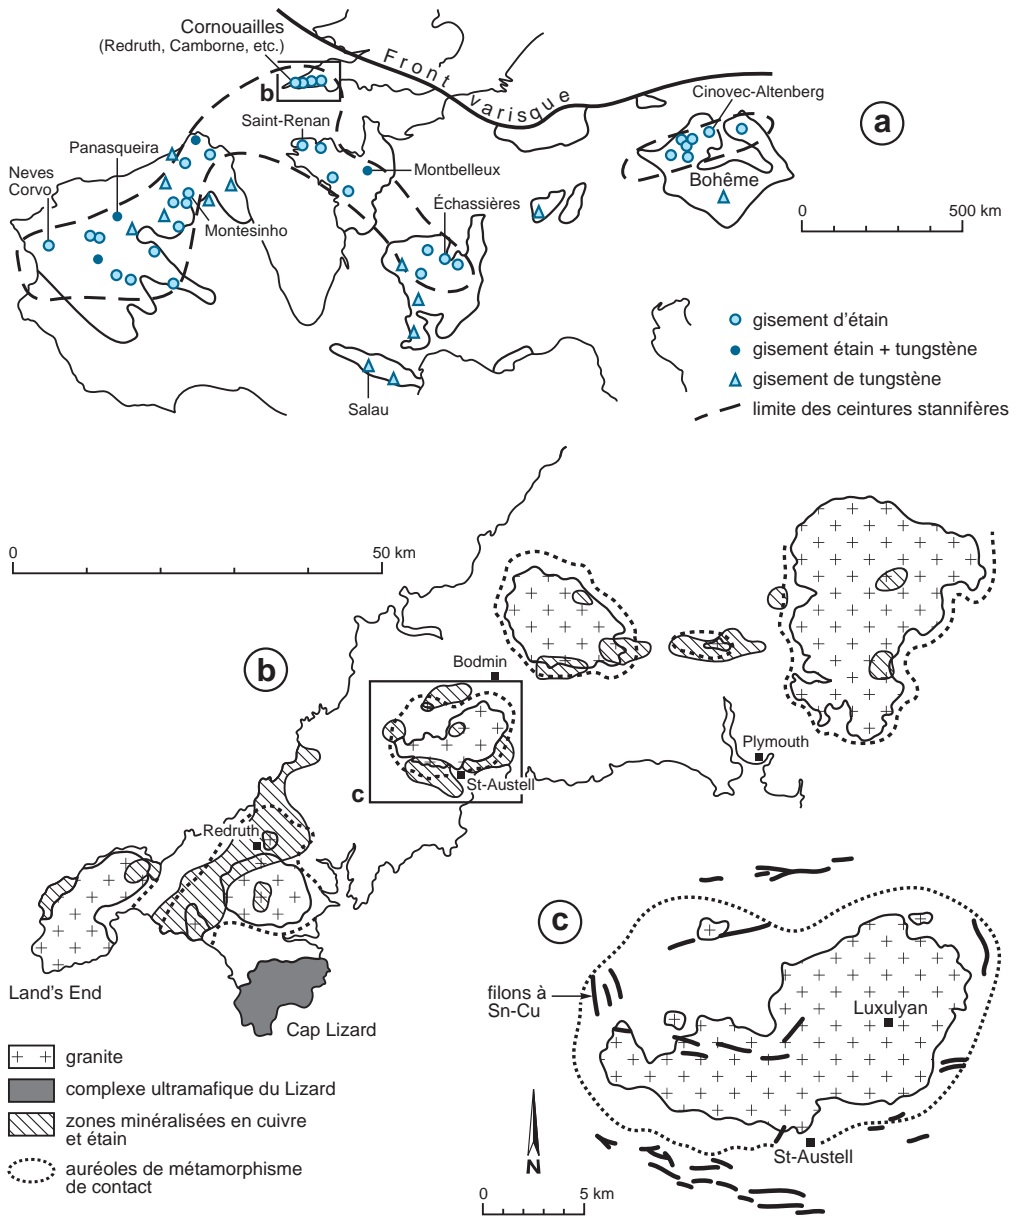 Cornouailles
(Redruth, Camborne, etc.)
Front varisque
b
Cinovec-Altenberg
a
Saint-Renan
Panasqueira
Montbelleux
Neves
Corvo
Bohême
Échassières
Montesinho
0 500 km
gisement d'étain
gisement étain + tungstène
gisement de tungstène
limite des ceintures stannifères
Salau
0 50 km
b
Bodmin
Plymouth
St-Austell
c
Redruth
Land's End
Cap Lizard
granite
complexe ultramafique du Lizard
zones minéralisées en cuivre
et étain
auréoles de métamorphisme
de contact
c
filons à
Sn-Cu
Luxulyan
St-Austell
N
0 5 km